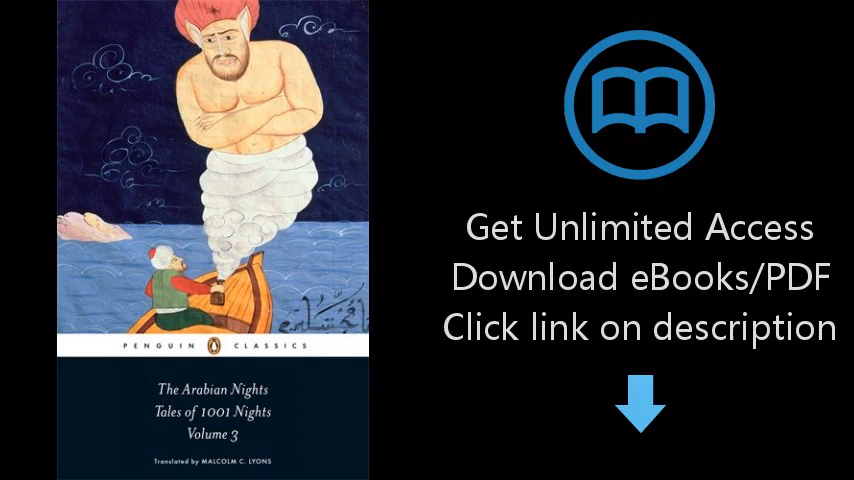 PENGUIN CLASSICS
The Arabian Nights
Tales of 1001 Nights
Volume 3
Translated by MALCOLM C. LYONS
Get Unlimited Access
Download eBooks/PDF
Click link on description